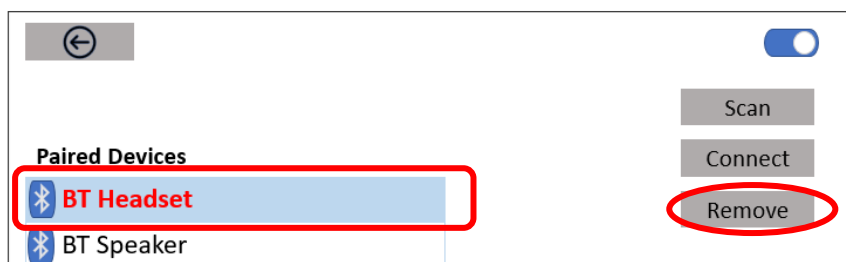 Scan
Paired Devices
Connect
BT Headset
Remove
BT Speaker